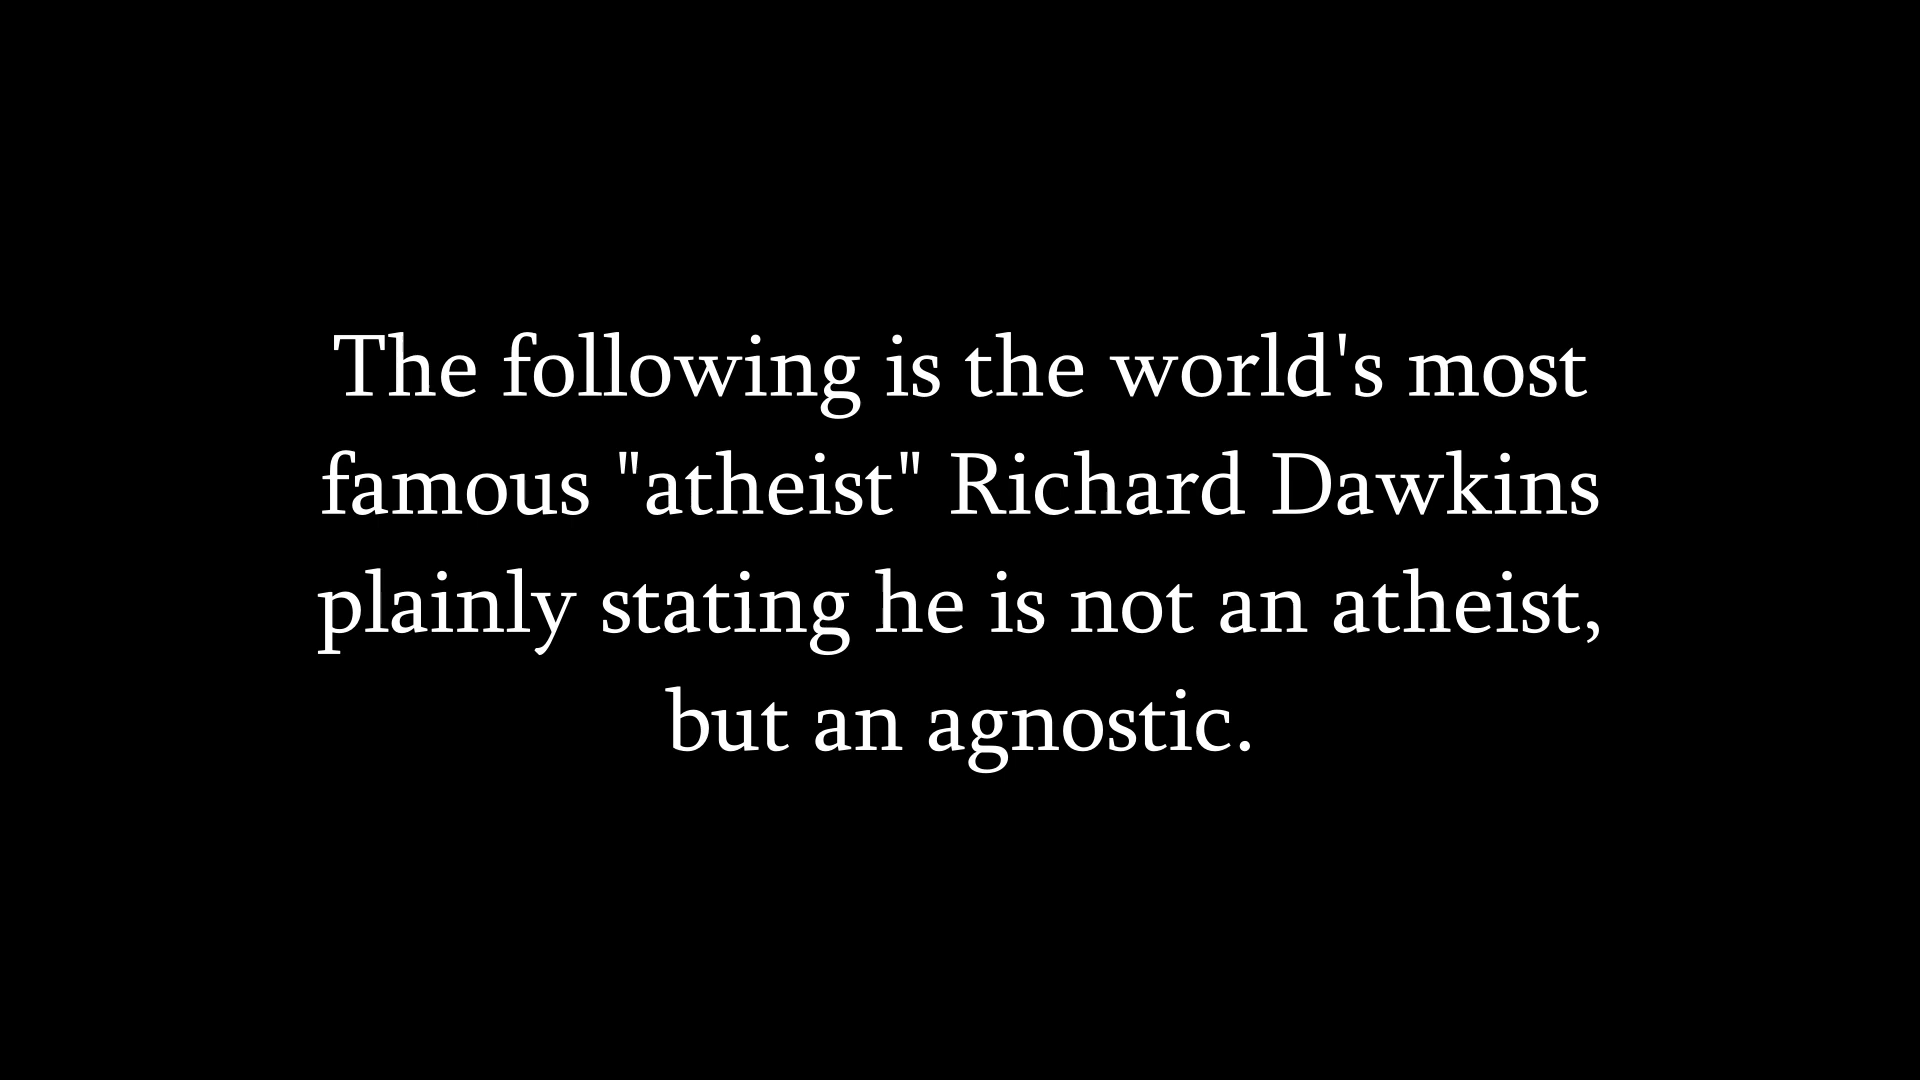 The following is the world's most
famous "atheist" Richard Dawkins
plainly stating he is not an atheist,
but an agnostic.